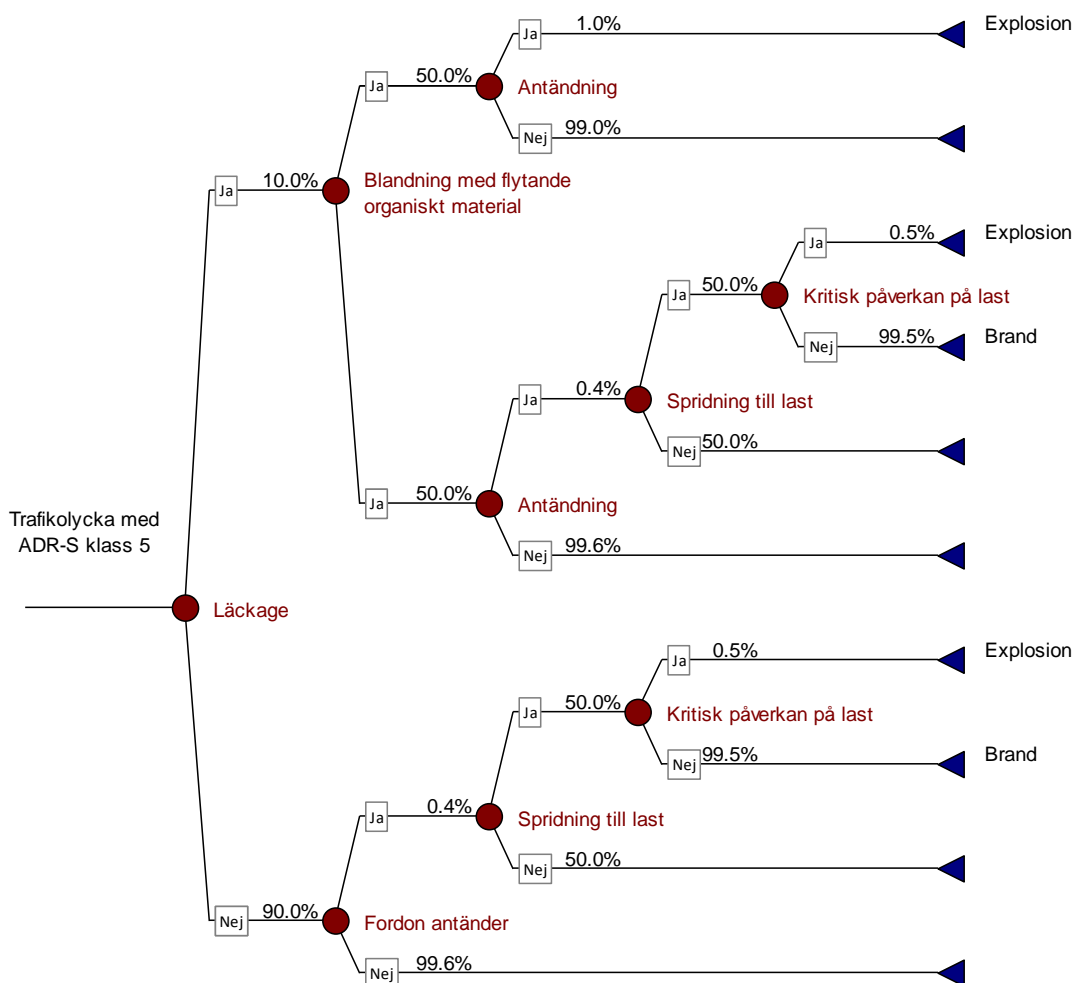 Ja 1.0% Explosion
Ja 50.0% Antändning
Nej 99.0%
Ja 10.0% Blandning med flytande
organiskt material
Ja 0.5% Explosion
Ja 50.0% Kritisk påverkan på last
Nej 99.5% Brand
Ja 0.4% Spridning till last
Nej 50.0%
Ja 50.0% Antändning
Nej 99.6%
Trafikolycka med
ADR-S klass 5
Läckage
Ja 0.5% Explosion
Ja 50.0% Kritisk påverkan på last
Nej 99.5% Brand
Ja 0.4% Spridning till last
Nej 50.0%
Nej 90.0% Fordon antänder
Nej 99.6%